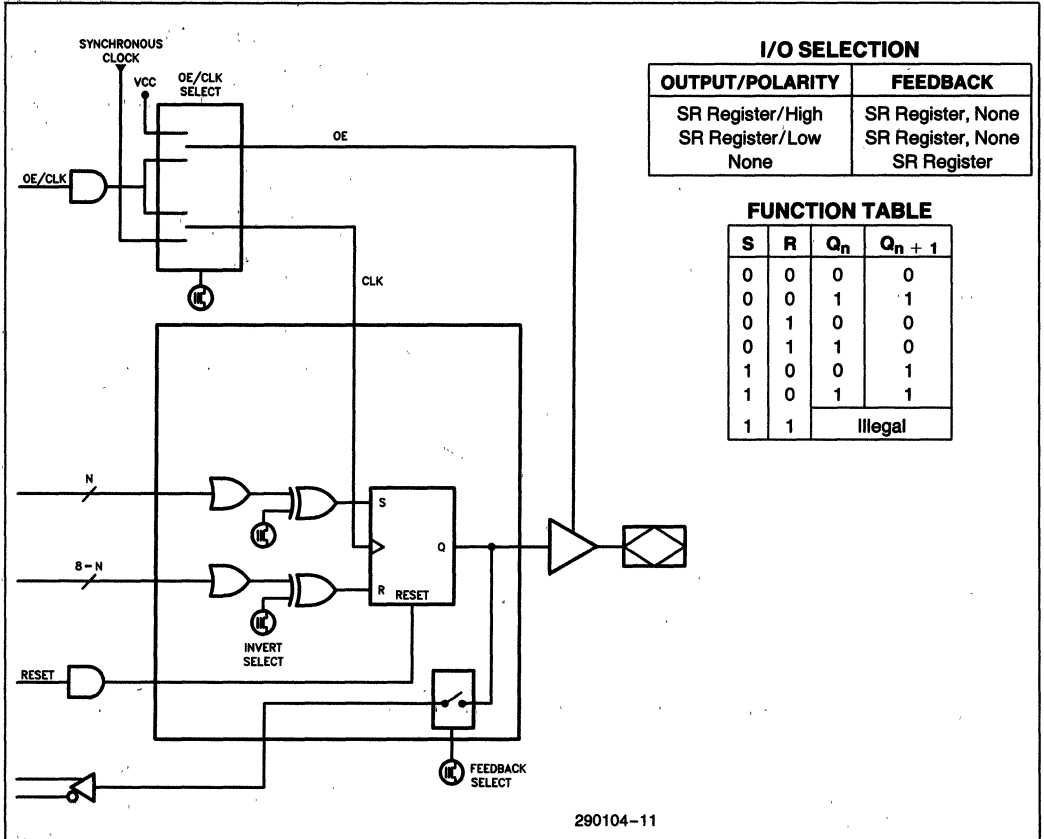 SYNCHRONOUS
CLOCK
VCC
OE/CLK
SELECT
OE
OE/CLK
CLK
I/O SELECTION
OUTPUT/POLARITY FEEDBACK
SR Register/High SR Register, None
SR Register/Low SR Register, None
None SR Register
FUNCTION TABLE
S R Qn Qn + 1
0 0 0 0
0 0 1 1
0 1 0 0
0 1 1 0
1 0 0 1
1 0 1 1
1 1 Illegal
N
S
Q
8-N
R
RESET
INVERT
SELECT
RESET
FEEDBACK
SELECT
290104-11